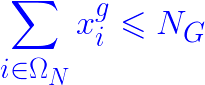 \sum_{i \in \Omega_N} x_i^g \leqslant N_G